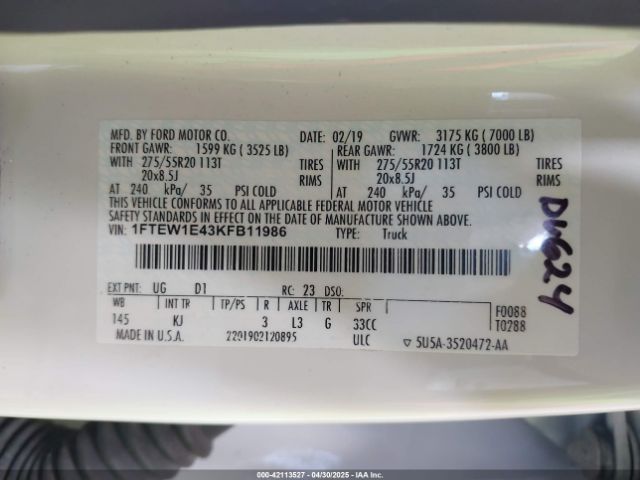 MFD. BY FORD MOTOR CO. DATE: 02/19 GVWR: 3175 KG ( 7000 LB)
FRONT GAWR: 1599 KG ( 3525 LB) REAR GAWR: 1724 KG ( 3800 LB)
WITH 275/55R20 113T TIRES WITH 275/55R20 113T TIRES
20x8.5J RIMS 20x8.5J RIMS
AT 240 kPa/ 35 PSI COLD AT 240 kPa/ 35 PSI COLD
THIS VEHICLE CONFORMS TO ALL APPLICABLE FEDERAL MOTOR VEHICLE
SAFETY STANDARDS IN EFFECT ON THE DATE OF MANUFACTURE SHOWN ABOVE.
VIN: 1FTEW1E43KFB11986 TYPE: Truck
EXT PNT: UG D1 RC: 23 DSO:
WB INT TR TP/PS R AXLE TR SPR F0088
145 KJ 3 L3 G 33CC T0288
MADE IN U.S.A. 2201902120895 ULC ▽5U5A-3520472-AA
000-42113527 - 04/30/2025 - IAA Inc.